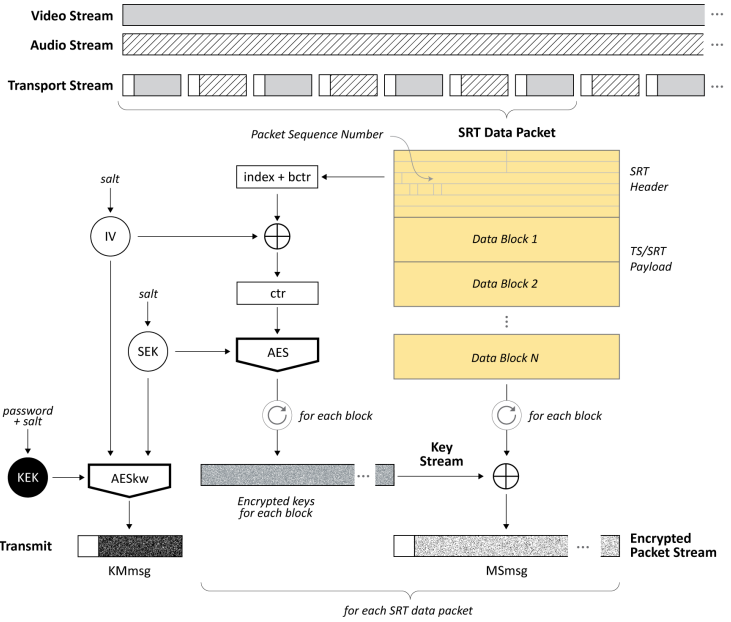 Video Stream
...
Audio Stream
...
Transport Stream
...
Packet Sequence Number
SRT Data Packet
salt
index + bctr
SRT
Header
IV
Data Block 1
TS/SRT
Payload
Data Block 2
salt
ctr
SEK
AES
Data Block N
password
+ salt
for each block
for each block
Key
Stream
KEK
AESkw
...
Encrypted keys
for each block
Transmit
...
Encrypted
Packet Stream
KMmsg
MSmsg
for each SRT data packet